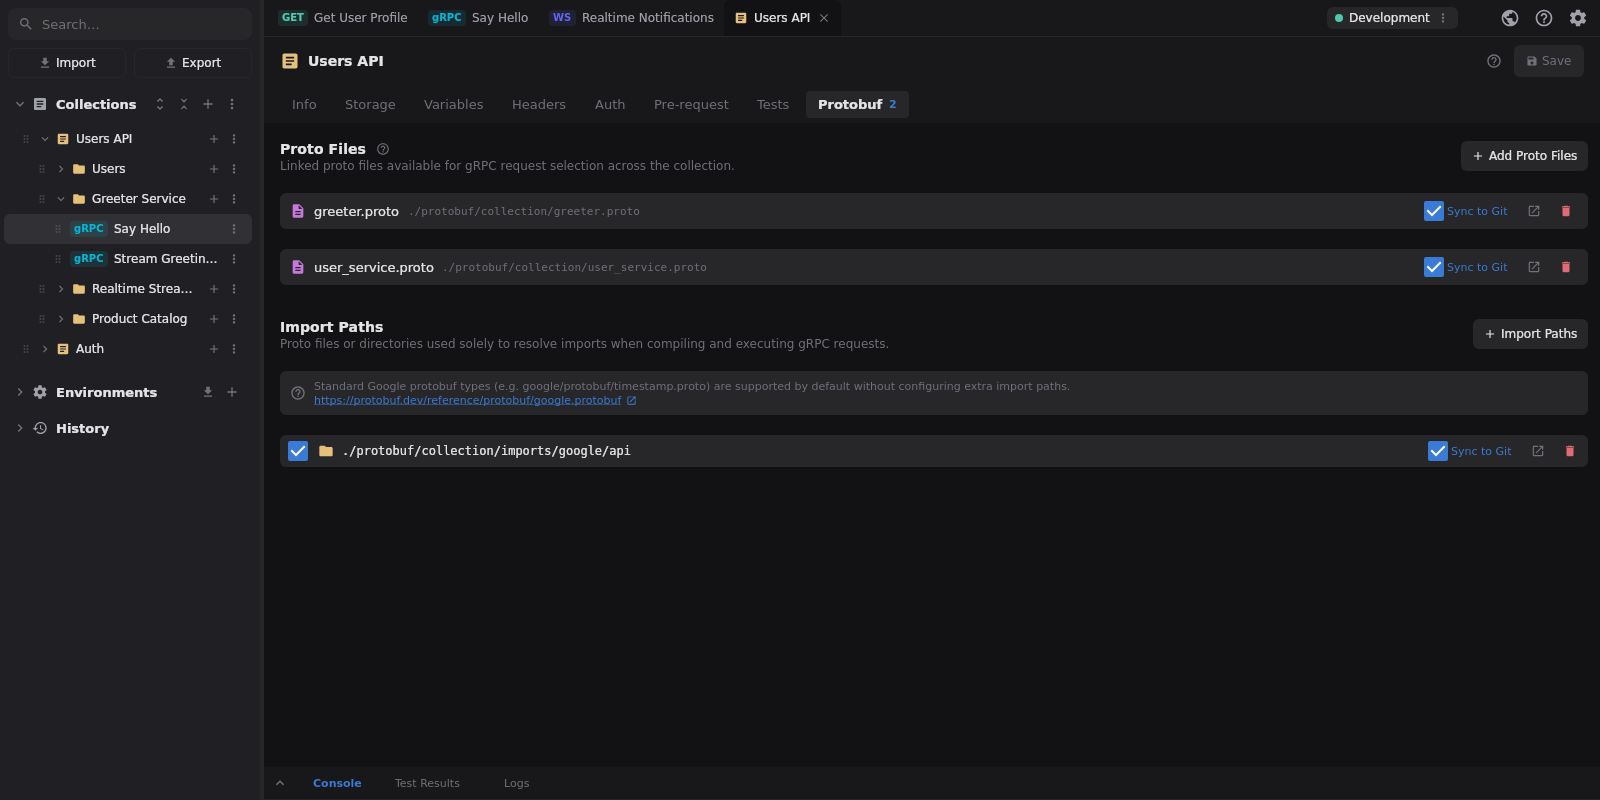 Search...
Import
Export
Collections
Users API
Users
Greeter Service
gRPC Say Hello
gRPC Stream Greetin...
Realtime Strea...
Product Catalog
Auth
Environments
History
GET Get User Profile
gRPC Say Hello
WS Realtime Notifications
Users API
Development
Users API
Save
Info
Storage
Variables
Headers
Auth
Pre-request
Tests
Protobuf 2
Proto Files
Linked proto files available for gRPC request selection across the collection.
Add Proto Files
greeter.proto ./protobuf/collection/greeter.proto
Sync to Git
user_service.proto ./protobuf/collection/user_service.proto
Sync to Git
Import Paths
Proto files or directories used solely to resolve imports when compiling and executing gRPC requests.
Import Paths
Standard Google protobuf types (e.g. google/protobuf/timestamp.proto) are supported by default without configuring extra import paths.
https://protobuf.dev/reference/protobuf/google.protobuf
./protobuf/collection/imports/google/api
Sync to Git
Console
Test Results
Logs